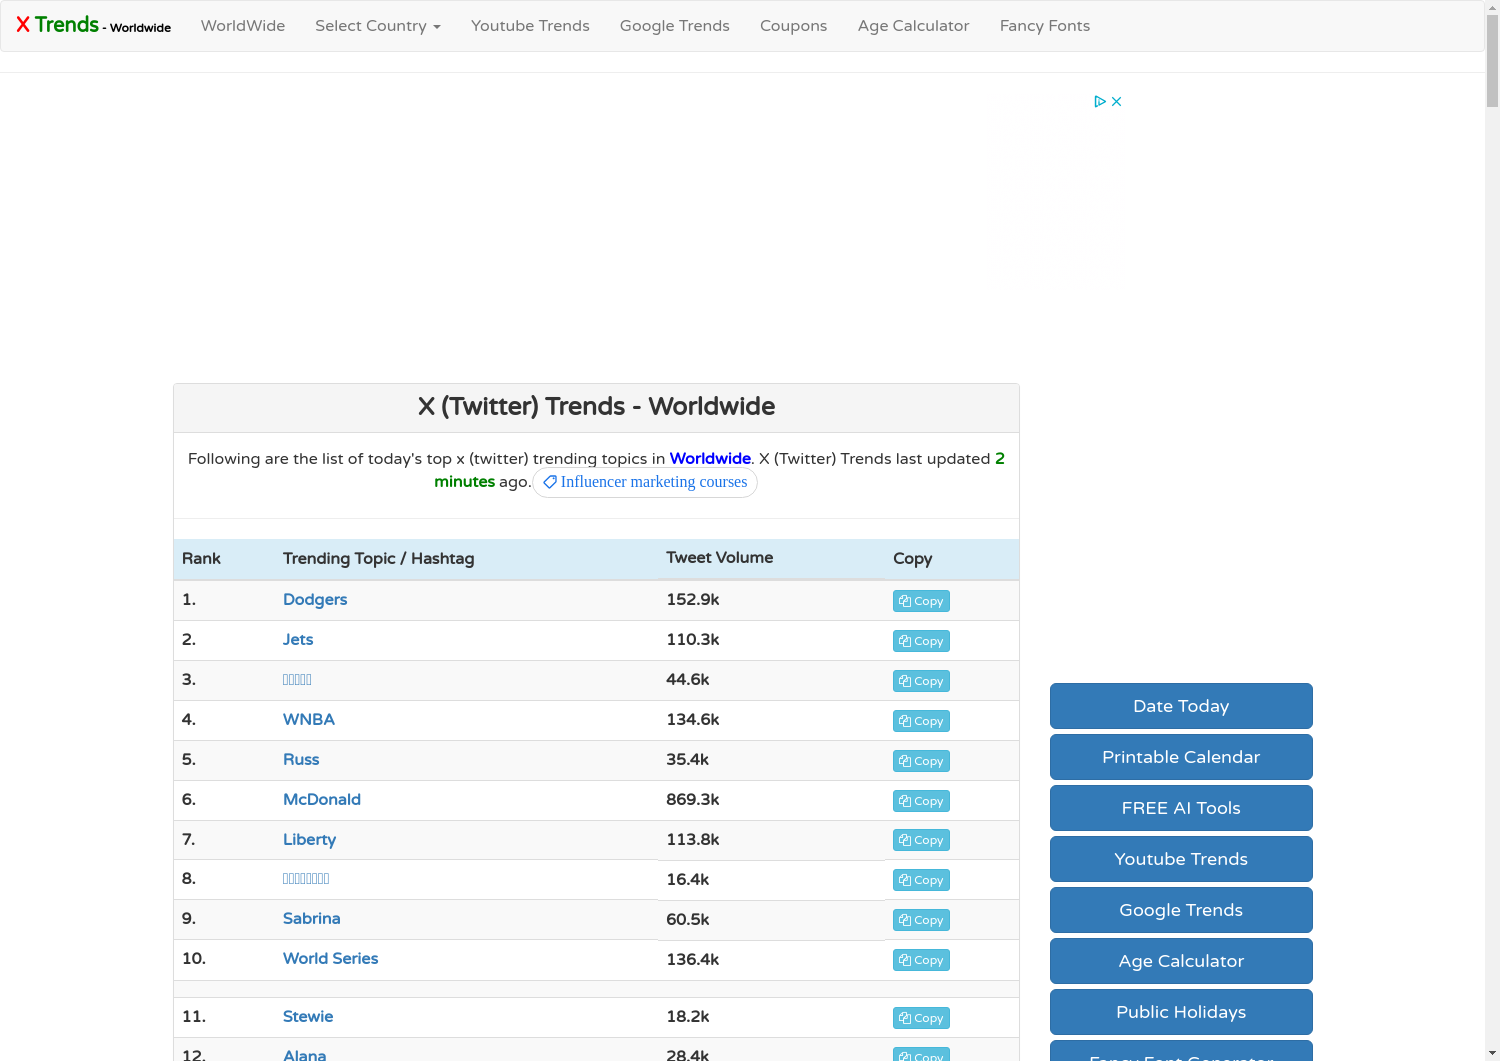 X Trends - Worldwide WorldWide Select Country Youtube Trends Google Trends Coupons Age Calculator Fancy Fonts
X (Twitter) Trends - Worldwide
Following are the list of today's top x (twitter) trending topics in Worldwide. X (Twitter) Trends last updated 2
minutes ago. Influencer marketing courses
Rank Trending Topic / Hashtag Tweet Volume Copy
1. Dodgers 152.9k Copy
2. Jets 110.3k Copy
3. 44.6k Copy
4. WNBA 134.6k Copy
5. Russ 35.4k Copy
6. McDonald 869.3k Copy
7. Liberty 113.8k Copy
8. 16.4k Copy
9. Sabrina 60.5k Copy
10. World Series 136.4k Copy
11. Stewie 18.2k Copy
12. Alana 28.4k Copy
Date Today
Printable Calendar
FREE AI Tools
Youtube Trends
Google Trends
Age Calculator
Public Holidays
Fancy Font Generator